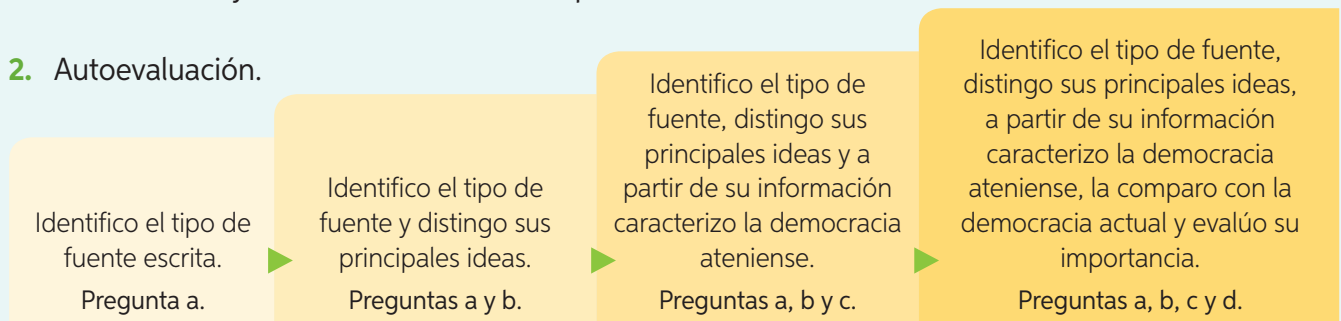 2. Autoevaluación.
Identifico el tipo de
fuente escrita.
Pregunta a.
Identifico el tipo de
fuente y distingo sus
principales ideas.
Preguntas a y b.
Identifico el tipo de
fuente, distingo sus
principales ideas y a
partir de su información
caracterizo la democracia
ateniense.
Preguntas a, b y c.
Identifico el tipo de fuente,
distingo sus principales ideas,
a partir de su información
caracterizo la democracia
ateniense, la comparo con la
democracia actual y evalúo su
importancia.
Preguntas a, b, c y d.